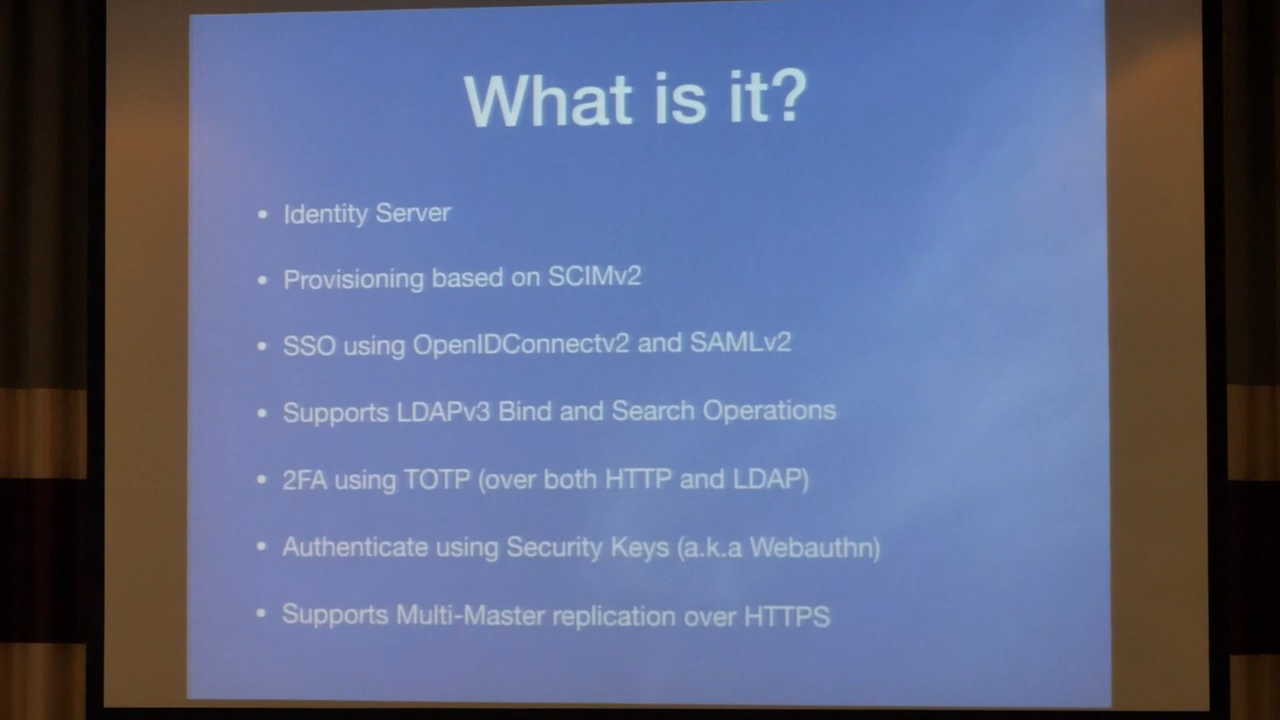 What is it?
• Identity Server
• Provisioning based on SCIMv2
• SSO using OpenIDConnectv2 and SAMLv2
• Supports LDAPv3 Bind and Search Operations
• 2FA using TOTP (over both HTTP and LDAP)
• Authenticate using Security Keys (a.k.a Webauthn)
• Supports Multi-Master replication over HTTPS